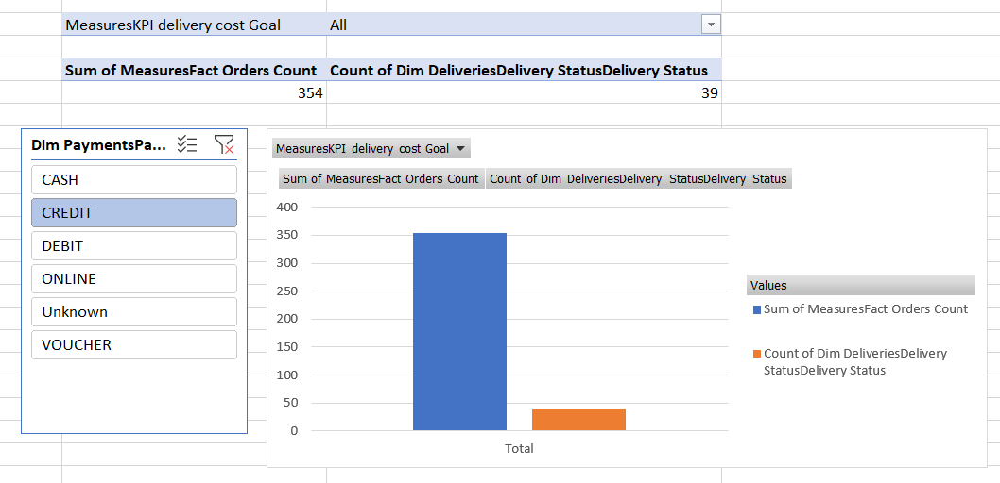 MeasuresKPI delivery cost Goal All
Sum of MeasuresFact Orders Count Count of Dim DeliveriesDelivery StatusDelivery Status
354 39
Dim PaymentsPa...
CASH
CREDIT
DEBIT
ONLINE
Unknown
VOUCHER
MeasuresKPI delivery cost Goal
Sum of MeasuresFact Orders Count Count of Dim DeliveriesDelivery StatusDelivery Status
400
350
300
250
200
150
100
50
0
Total
Values
Sum of MeasuresFact Orders Count
Count of Dim DeliveriesDelivery
StatusDelivery Status